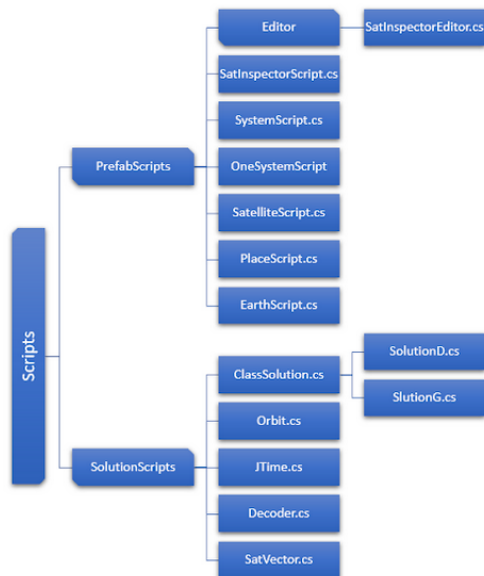 Scripts
PrefabScripts
Editor
SatInspectorEditor.cs
SatInspectorScript.cs
SystemScript.cs
OneSystemScript
SatelliteScript.cs
PlaceScript.cs
EarthScript.cs
SolutionScripts
ClassSolution.cs
SolutionD.cs
SlutionG.cs
Orbit.cs
JTime.cs
Decoder.cs
SatVector.cs